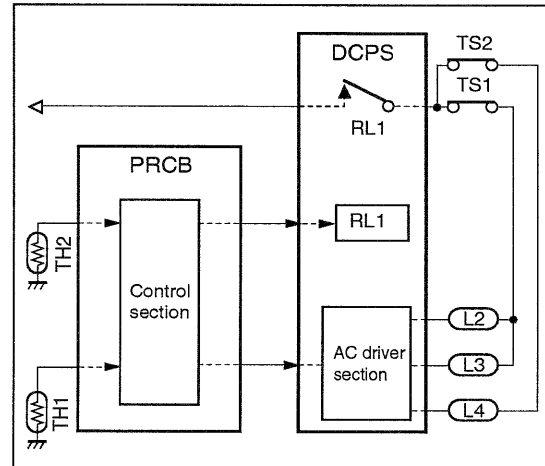 DCPS
TS2
TS1
RL1
PRCB
RL1
TH2
Control
section
L2
AC driver
section
L3
TH1
L4